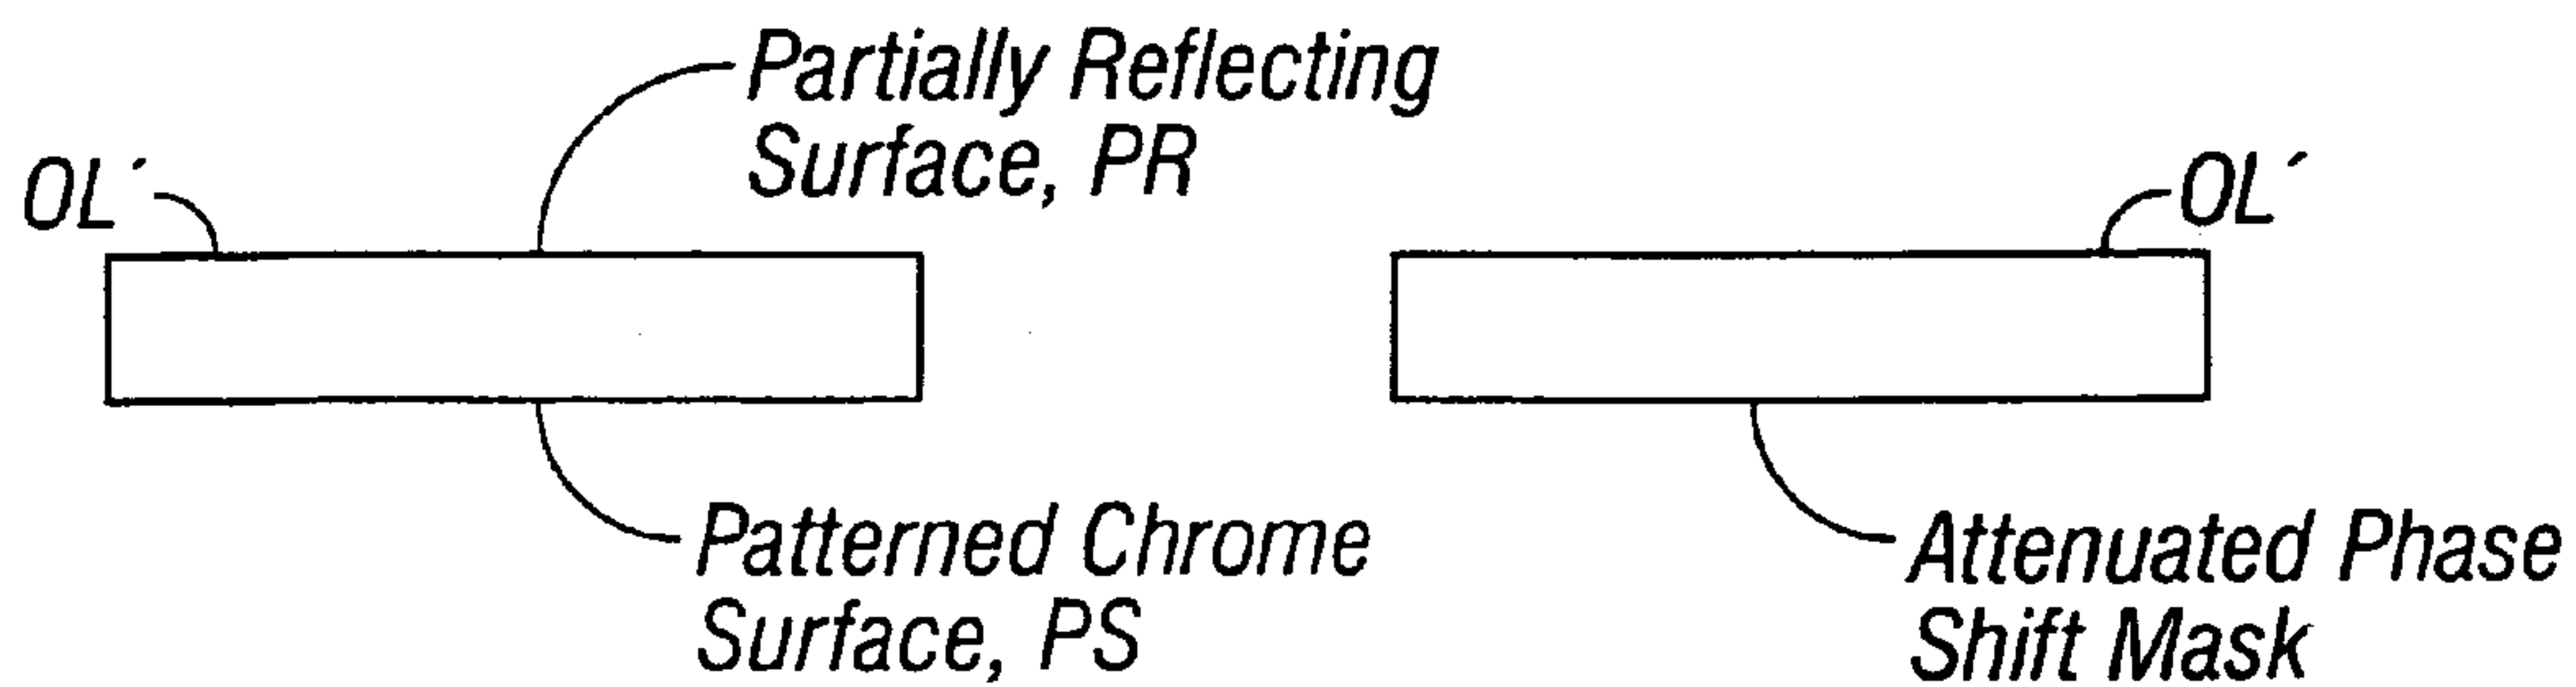 Partially Reflecting
Surface, PR
OL´
OL´
Patterned Chrome
Surface, PS
Attenuated Phase
Shift Mask